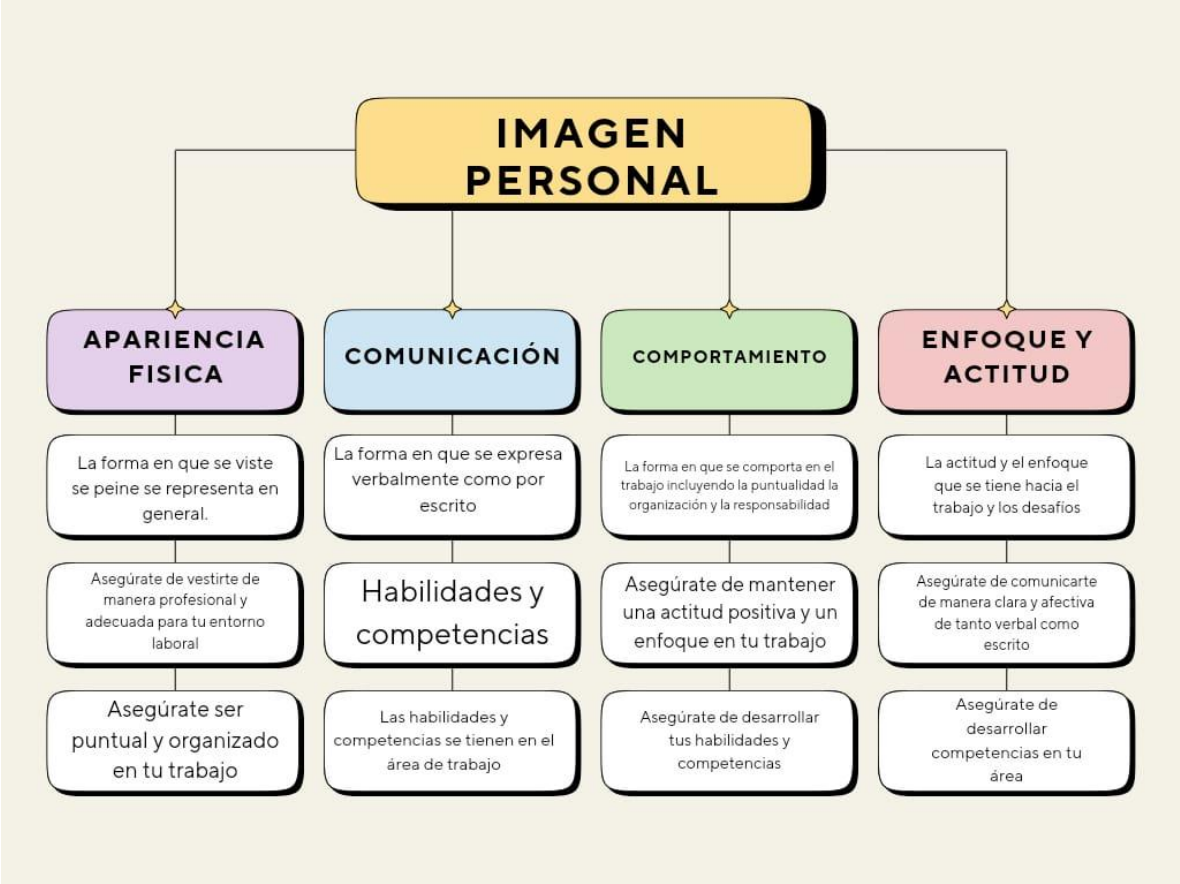 IMAGEN
PERSONAL
APARIENCIA
FISICA
La forma en que se viste
se peine se representa en
general.
Asegúrate de vestirte de
manera profesional y
adecuada para tu entorno
laboral
Asegúrate ser
puntual y organizado
en tu trabajo
COMUNICACIÓN
La forma en que se expresa
verbalmente como por
escrito
Habilidades y
competencias
Las habilidades y
competencias se tienen en el
área de trabajo
COMPORTAMIENTO
La forma en que se comporta en el
trabajo incluyendo la puntualidad la
organización y la responsabilidad
Asegúrate de mantener
una actitud positiva y un
enfoque en tu trabajo
Asegúrate de desarrollar
tus habilidades y
competencias
ENFOQUE Y
ACTITUD
La actitud y el enfoque
que se tiene hacia el
trabajo y los desafíos
Asegúrate de comunicarte
de manera clara y afectiva
de tanto verbal como
escrito
Asegúrate de
desarrollar
competencias en tu
área